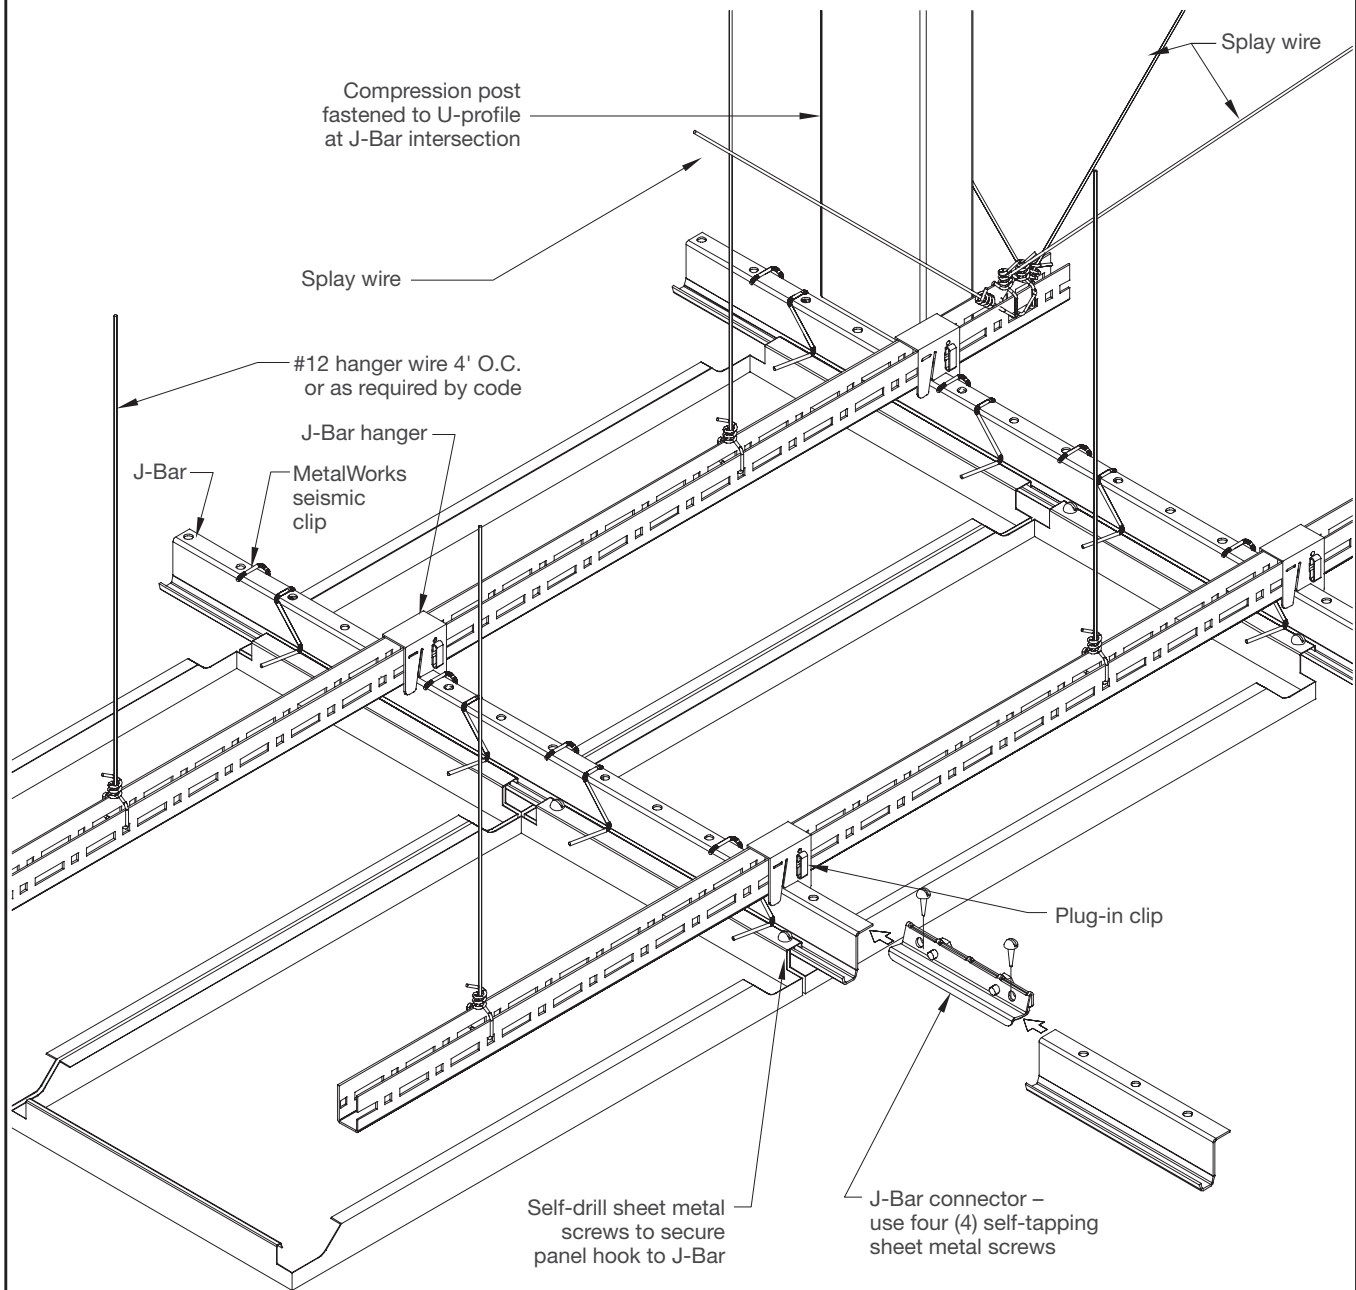 Splay wire
Compression post
fastened to U-profile
at J-Bar intersection
Splay wire
#12 hanger wire 4' O.C.
or as required by code
J-Bar hanger
J-Bar
MetalWorks
seismic
clip
Plug-in clip
Self-drill sheet metal
screws to secure
panel hook to J-Bar
J-Bar connector –
use four (4) self-tapping
sheet metal screws